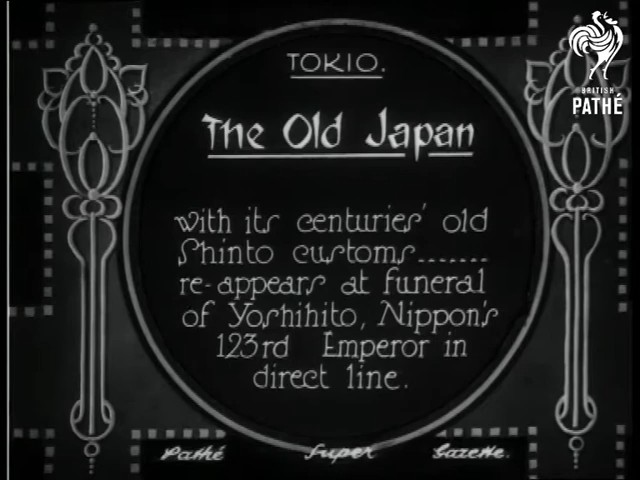 TOKIO.
BRITISH
PATHÉ
The Old Japan
with its centuries' old
Shinto customs.......
re-appears at funeral
of Yoshihito, Nippon's
123rd Emperor in
direct line.
Pathé Super Gazette.